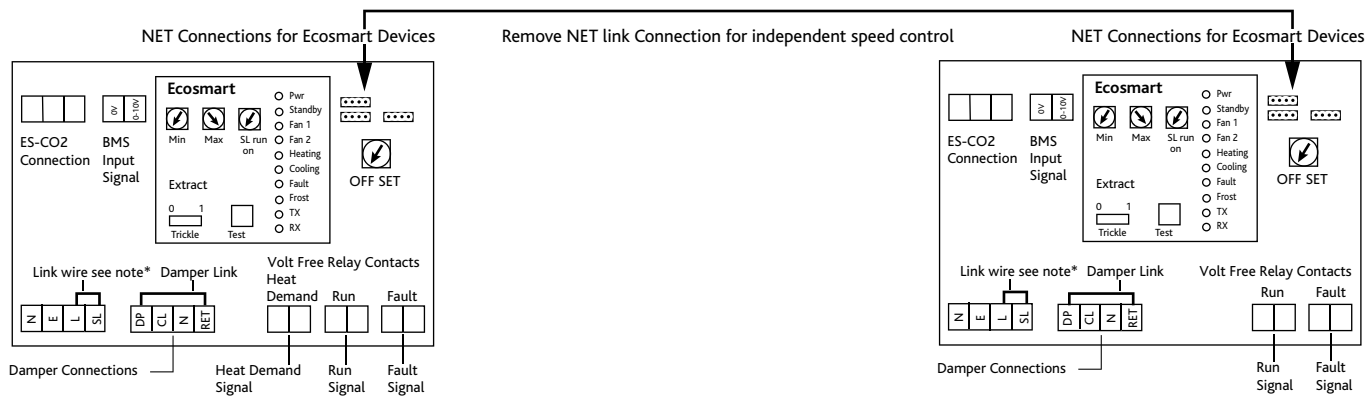 NET Connections for Ecosmart Devices
Remove NET link Connection for independent speed control
NET Connections for Ecosmart Devices
ES-CO2
Connection
BMS
Input
Signal
0V
0-10V
Ecosmart
Min
Max
SL run
on
Extract
0 1
Trickle
Test
Pwr
Standby
Fan 1
Fan 2
Heating
Cooling
Fault
Frost
TX
RX
OFF SET
Link wire see note*
Damper Link
Volt Free Relay Contacts
Heat
Demand
Run
Fault
N E L SL
DP CL N RET
Damper Connections
Heat Demand
Signal
Run
Signal
Fault
Signal
ES-CO2
Connection
BMS
Input
Signal
0V
0-10V
Ecosmart
Min
Max
SL run
on
Extract
0 1
Trickle
Test
Pwr
Standby
Fan 1
Fan 2
Heating
Cooling
Fault
Frost
TX
RX
OFF SET
Link wire see note*
Damper Link
Volt Free Relay Contacts
Run
Fault
N E L SL
DP CL N RET
Damper Connections
Run
Signal
Fault
Signal